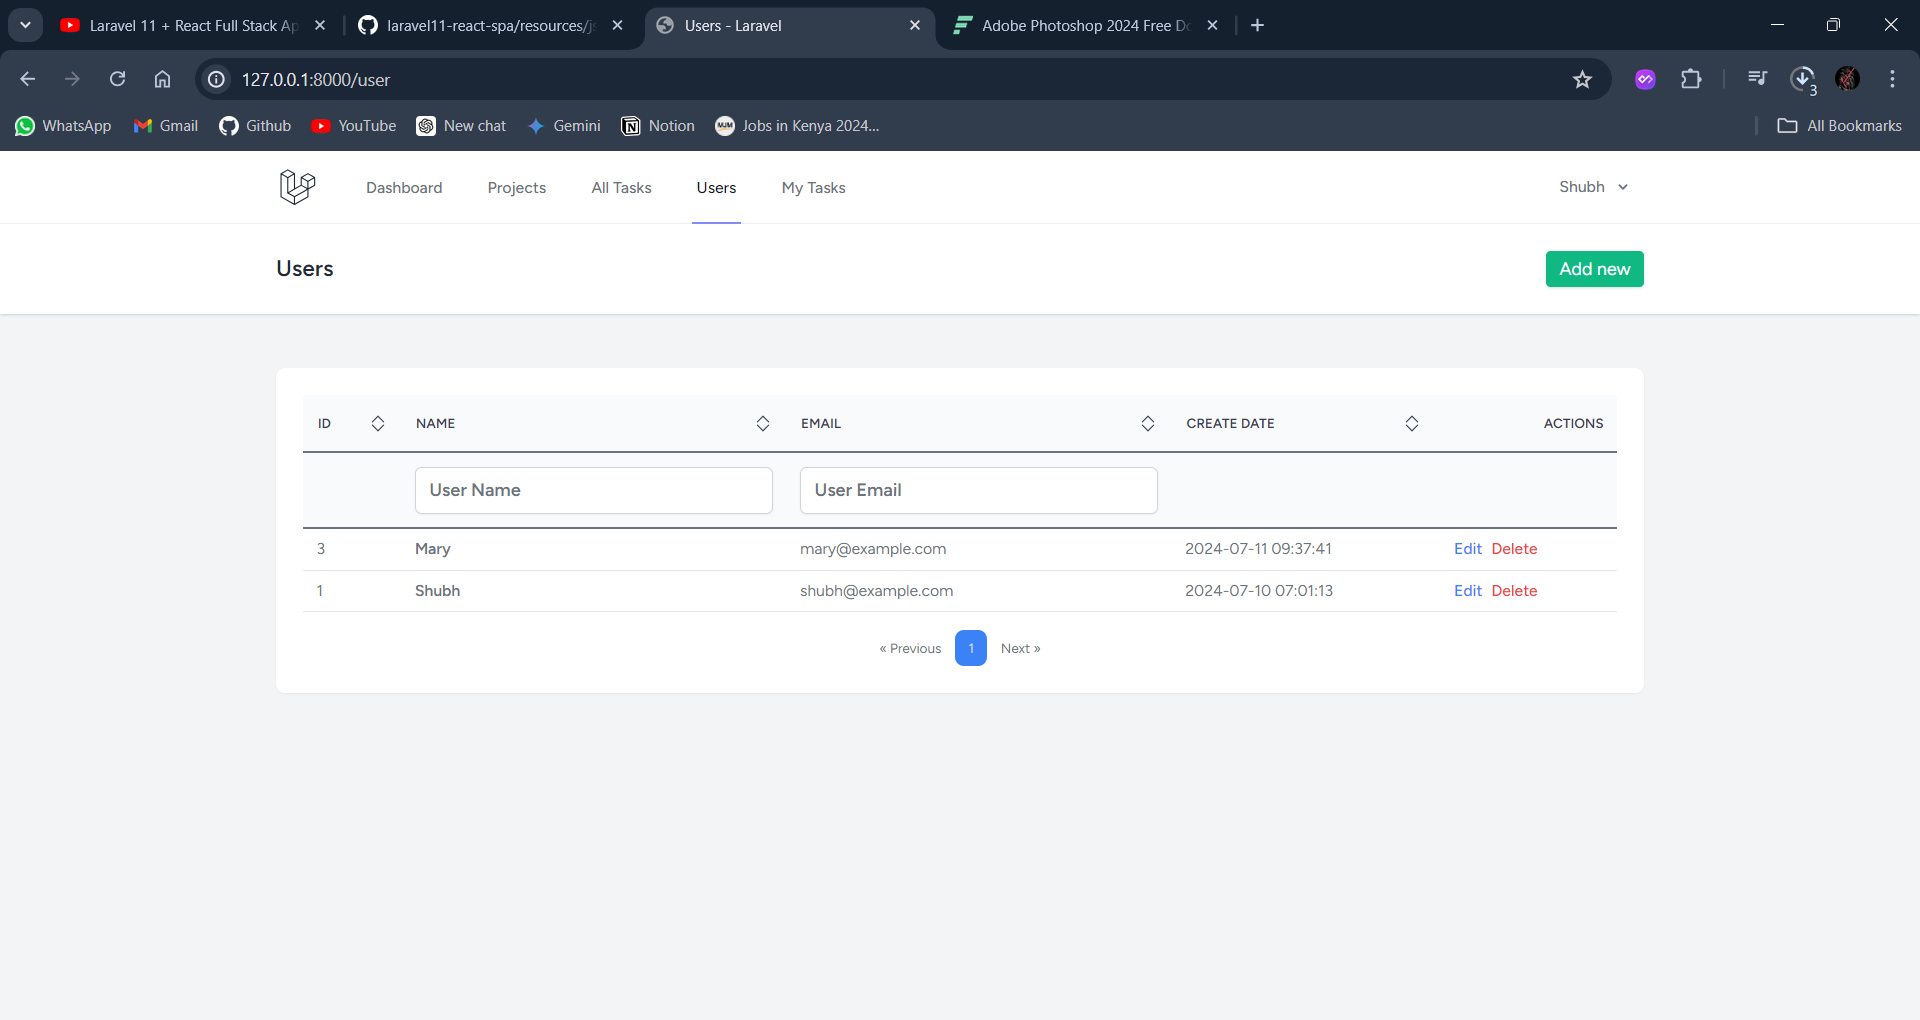 Laravel 11 + React Full Stack Ap
laravel11-react-spa/resources/js
Users - Laravel
Adobe Photoshop 2024 Free Do
127.0.0.1:8000/user
3
WhatsApp
Gmail
Github
YouTube
New chat
Gemini
Notion
MJM
Jobs in Kenya 2024...
All Bookmarks
Dashboard
Projects
All Tasks
Users
My Tasks
Shubh
Users
Add new
ID NAME EMAIL CREATE DATE ACTIONS
User Name User Email
3 Mary mary@example.com 2024-07-11 09:37:41 Edit Delete
1 Shubh shubh@example.com 2024-07-10 07:01:13 Edit Delete
« Previous 1 Next »